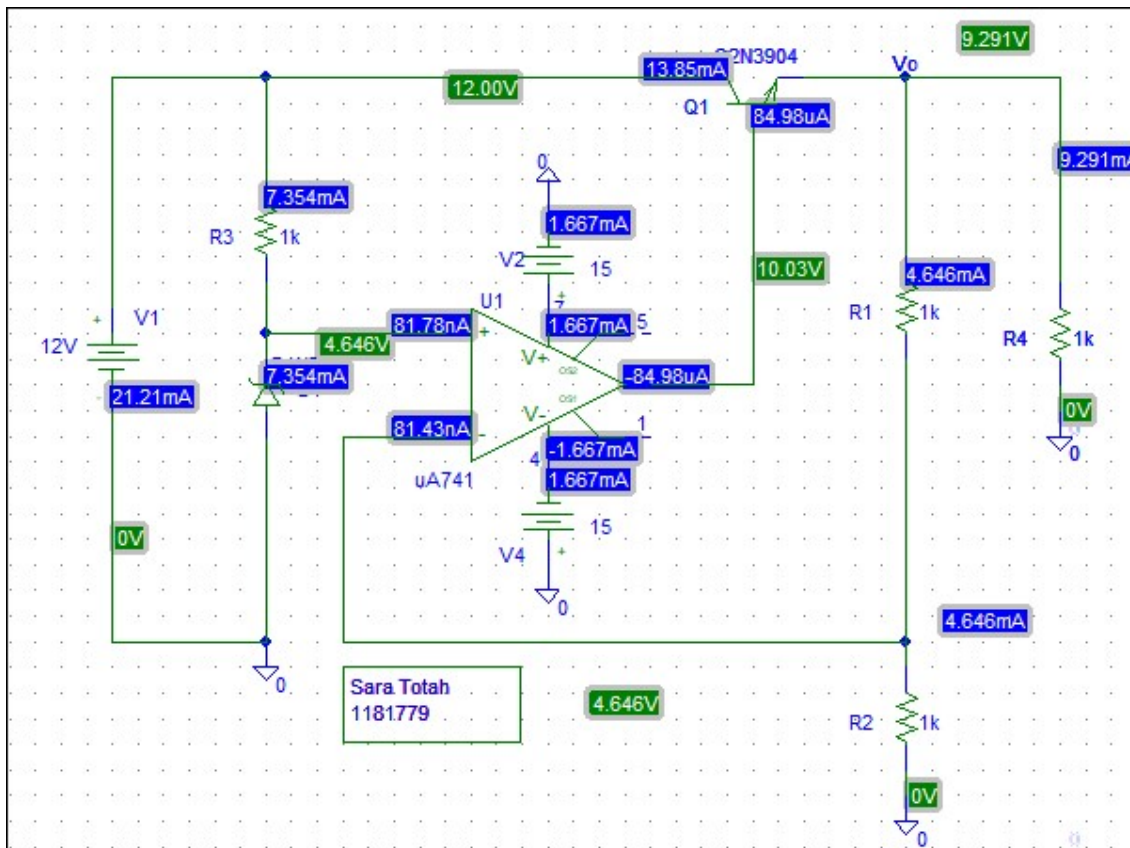 9.291V
Q2N3904
13.85mA
Vo
12.00V
Q1
84.98uA
0
9.291mA
7.354mA
1.667mA
R3
1k
V2
15
10.03V
4.646mA
+
V1
U1
+
7
81.78nA
+
1.667mA
5
R1
1k
12V
4.646V
V+
OS2
R4
1k
7.354mA
-84.98uA
-
21.21mA
OS1
V-
0V
81.43nA
-
1
4
-1.667mA
0
uA741
1.667mA
15
0V
V4
+
0
4.646mA
0
Sara Totah
1181779
4.646V
R2
1k
0V
0